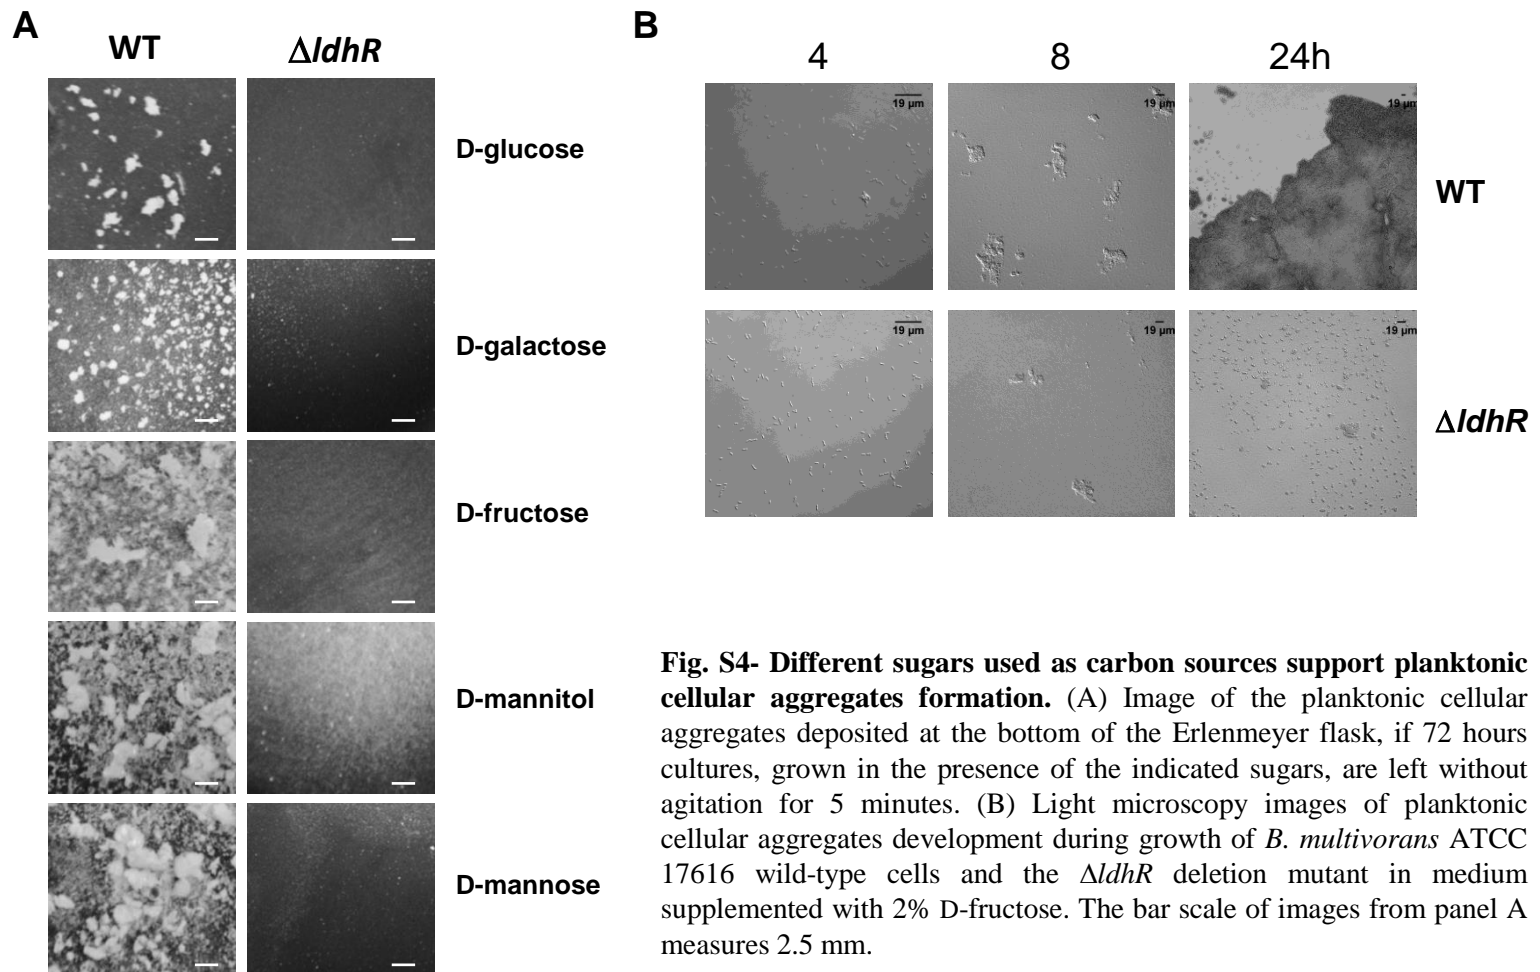 A
WT
ΔldhR
D-glucose
D-galactose
D-fructose
D-mannitol
D-mannose
B
4
8
24h
19 µm
19 µm
19 µm
WT
19 µm
19 µm
19 µm
ΔldhR
Fig. S4- Different sugars used as carbon sources support planktonic
cellular aggregates formation. (A) Image of the planktonic cellular
aggregates deposited at the bottom of the Erlenmeyer flask, if 72 hours
cultures, grown in the presence of the indicated sugars, are left without
agitation for 5 minutes. (B) Light microscopy images of planktonic
cellular aggregates development during growth of B. multivorans ATCC
17616 wild-type cells and the ΔldhR deletion mutant in medium
supplemented with 2% D-fructose. The bar scale of images from panel A
measures 2.5 mm.